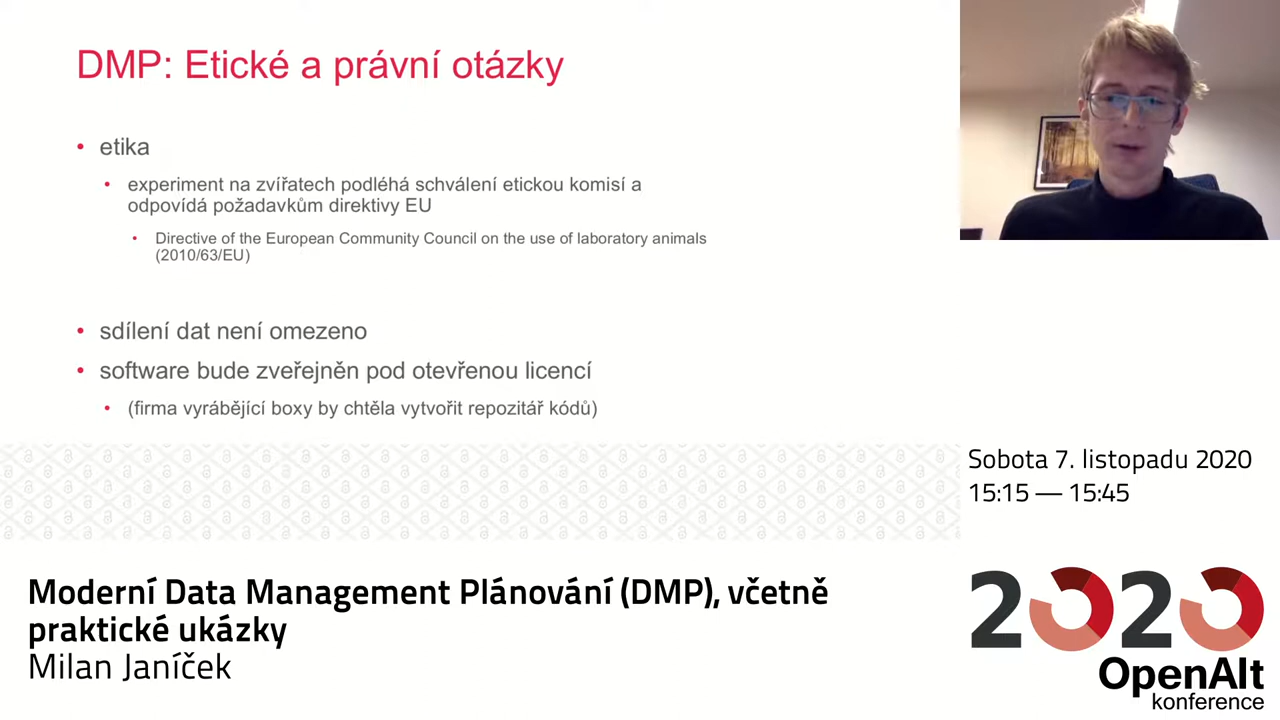 DMP: Etické a právní otázky
• etika
• experiment na zvířatech podléhá schválení etickou komisí a
odpovídá požadavkům direktivy EU
• Directive of the European Community Council on the use of laboratory animals
(2010/63/EU)
• sdílení dat není omezeno
• software bude zveřejněn pod otevřenou licencí
• (firma vyrábějící boxy by chtěla vytvořit repozitář kódů)
Sobota 7. listopadu 2020
15:15 — 15:45
Moderní Data Management Plánování (DMP), včetně
praktické ukázky
Milan Janíček
2020
OpenAlt
konference